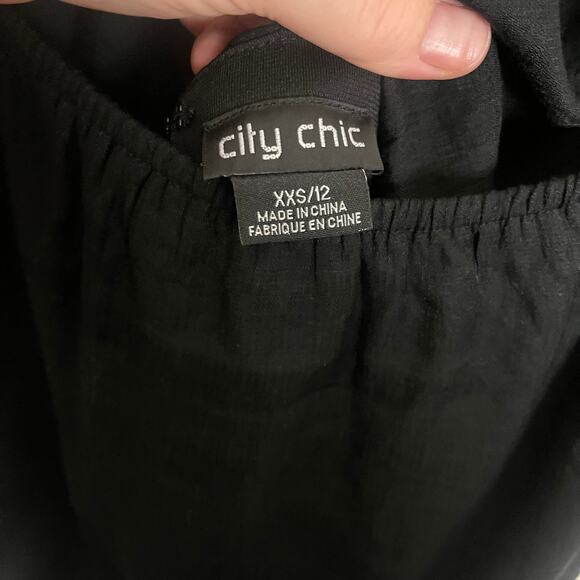 city chic
XXS/12
MADE IN CHINA
FABRIQUE EN CHINE